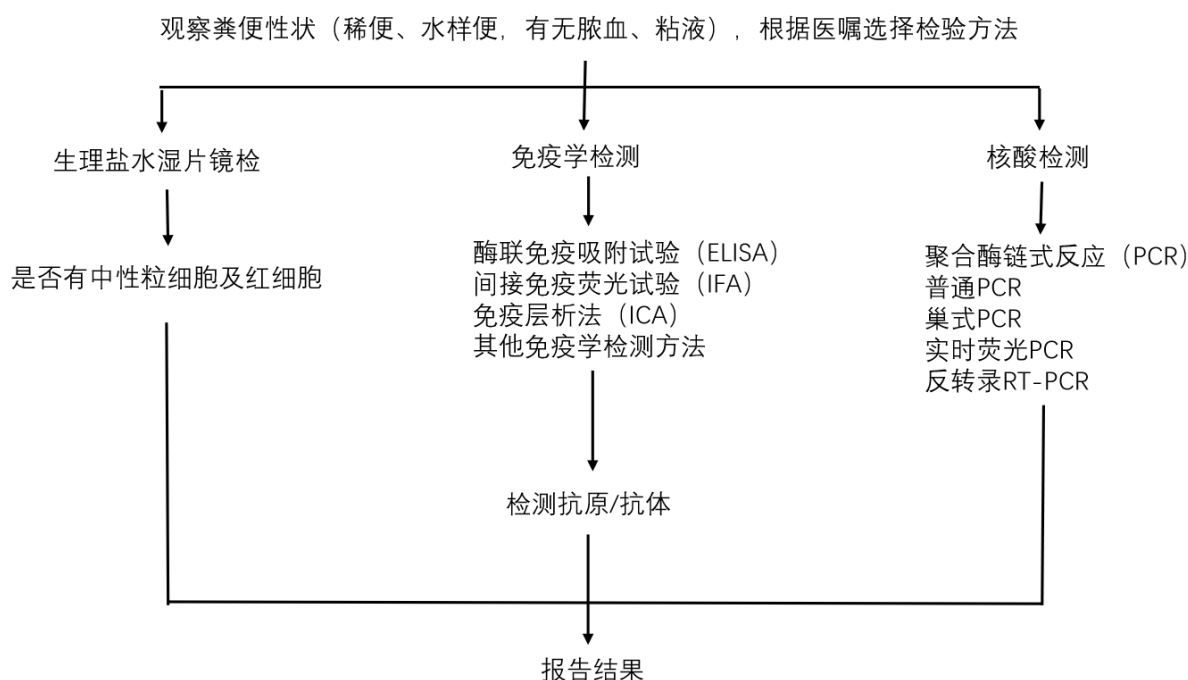 观察粪便性状（稀便、水样便，有无脓血、粘液），根据医嘱选择检验方法
生理盐水湿片镜检
免疫学检测
核酸检测
是否有中性粒细胞及红细胞
酶联免疫吸附试验（ELISA）
间接免疫荧光试验（IFA）
免疫层析法（ICA）
其他免疫学检测方法
聚合酶链式反应（PCR）
普通PCR
巢式PCR
实时荧光PCR
反转录RT-PCR
检测抗原/抗体
报告结果